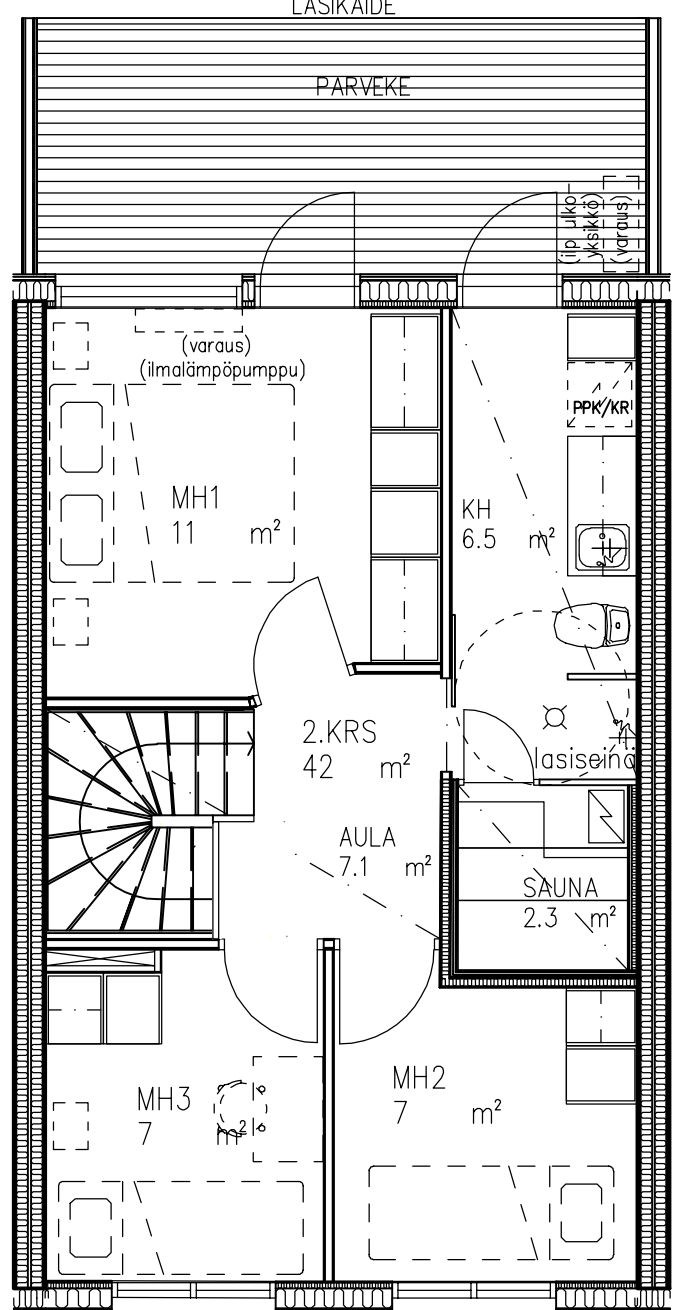 LASIKAIDE
PARVEKE
(ip ulko-
yksikkö)
(varaus)
(varaus)
(ilmalämpöpumppu)
PPK/KR
MH1
11 m²
KH
6.5 m²
2.KRS
42 m²
lasiseinä
AULA
7.1 m²
SAUNA
2.3 m²
MH3
7 m²
MH2
7 m²